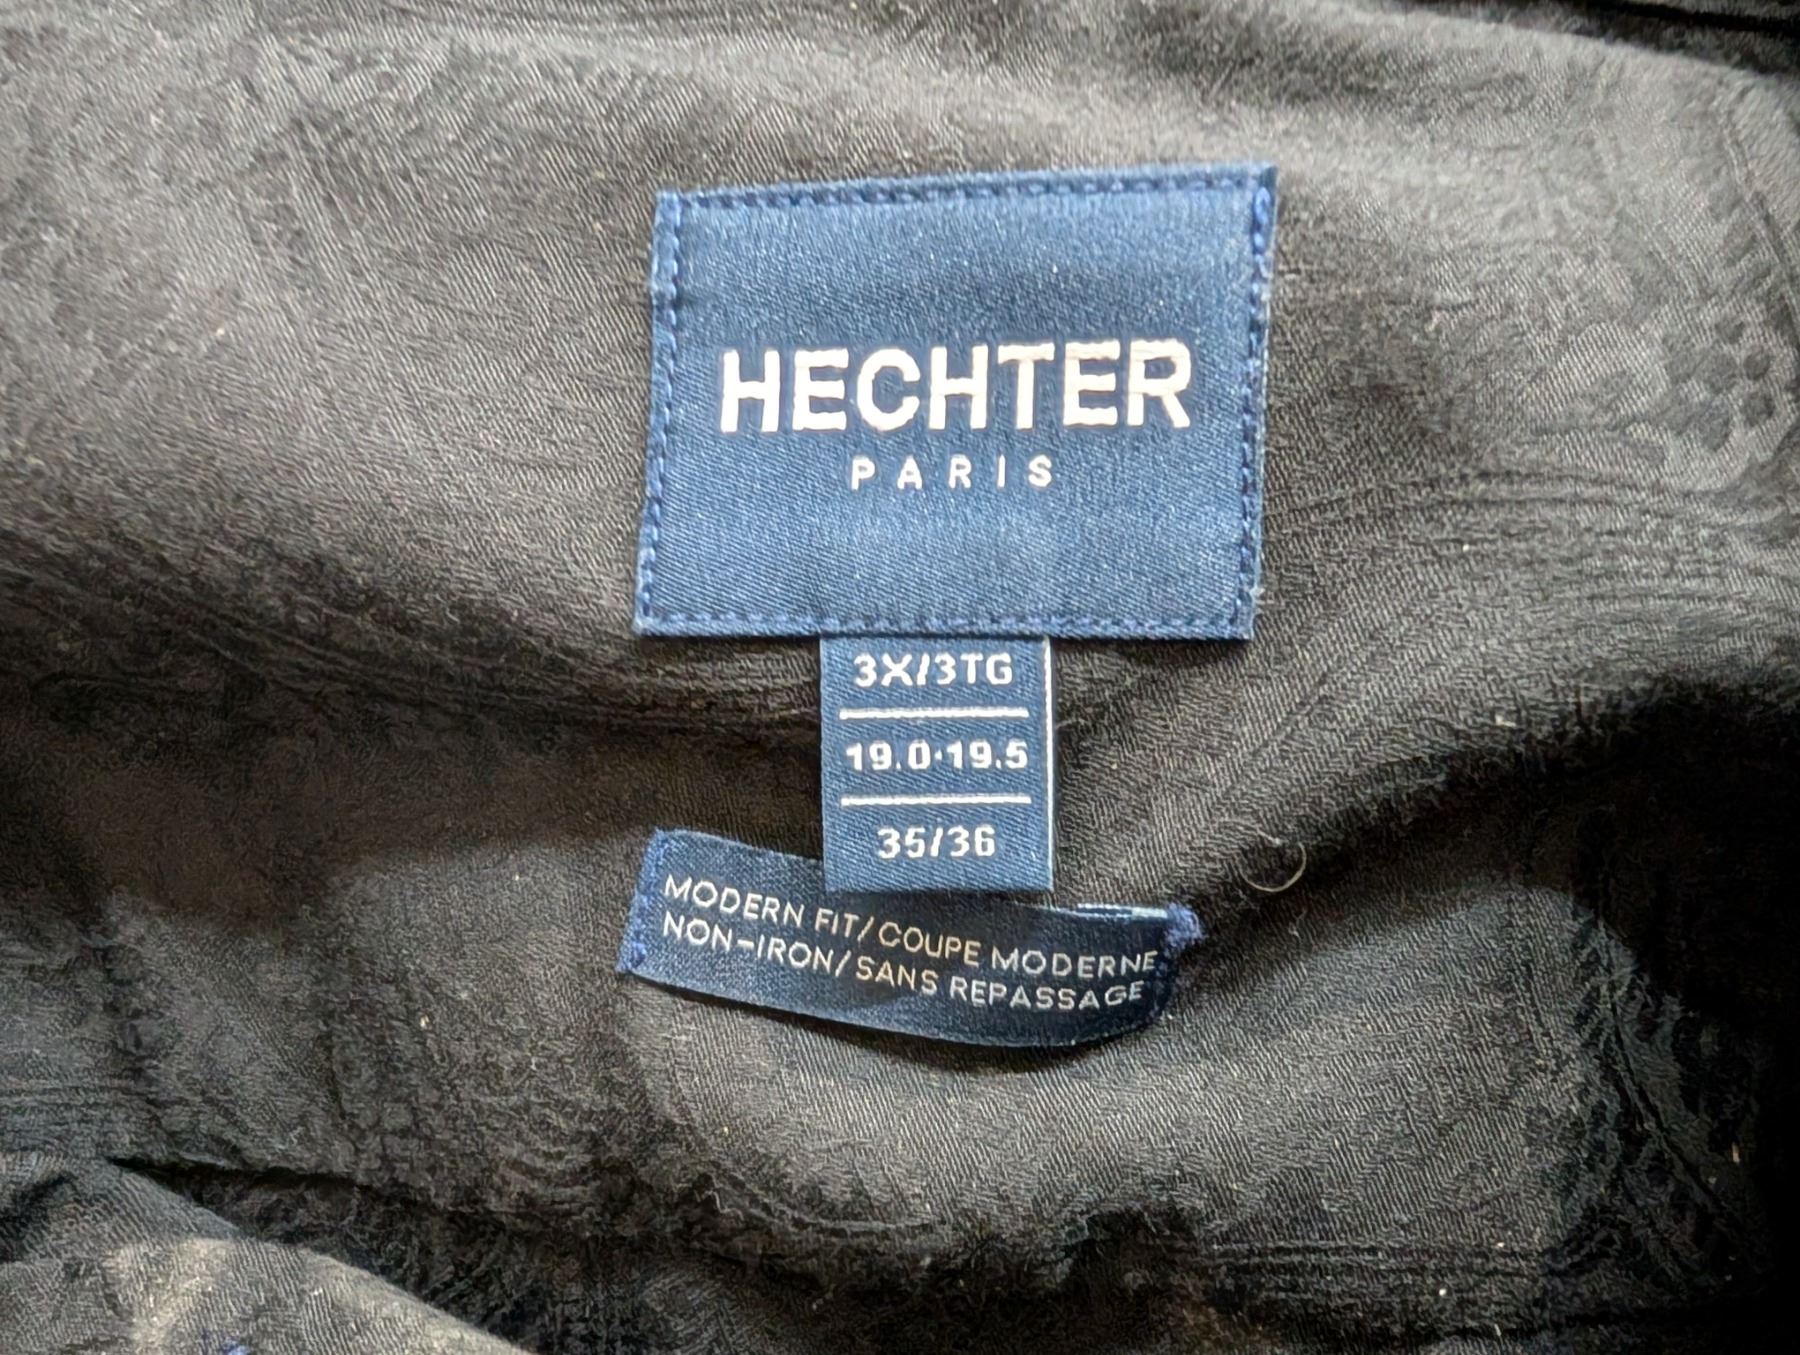 HECHTER
PARIS
3X/3TG
19.0·19.5
35/36
MODERN FIT/COUPE MODERNE
NON-IRON/SANS REPASSAGE